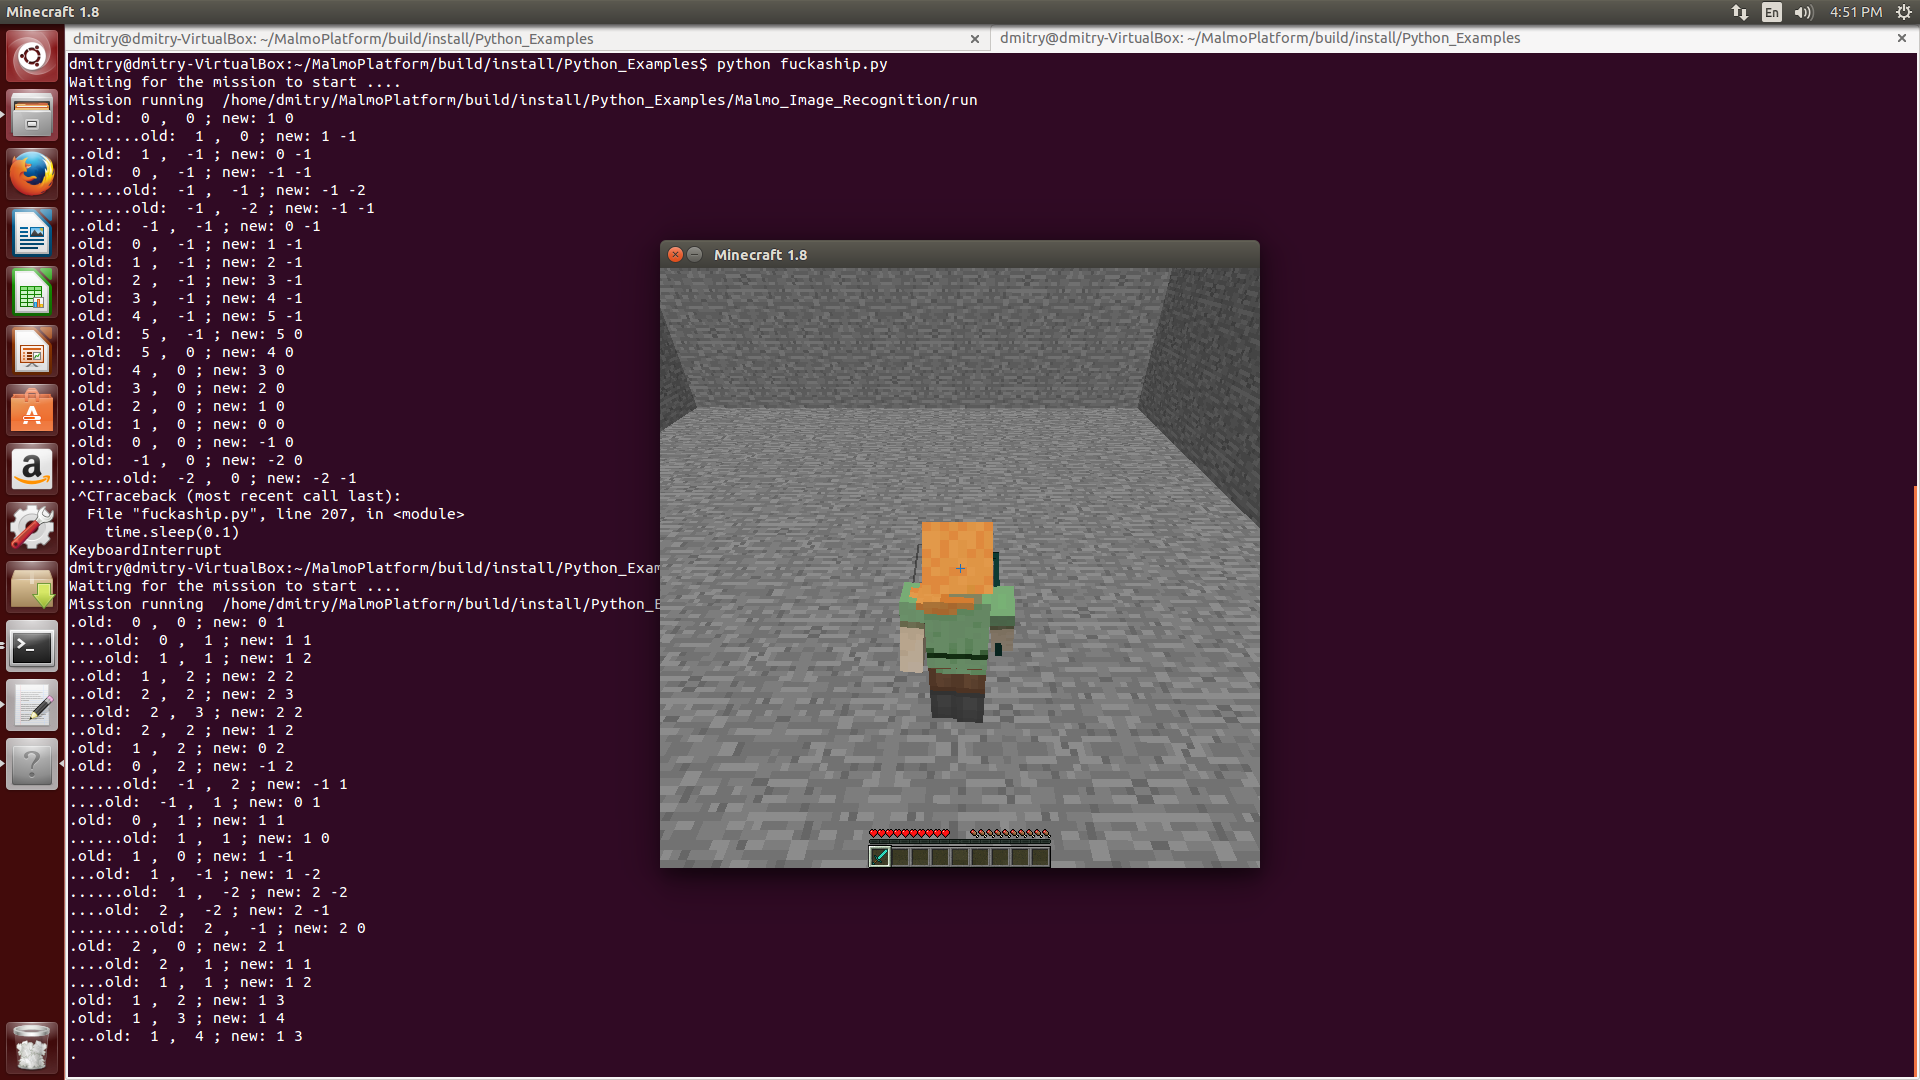 Minecraft 1.8
En
4:51 PM
dmitry@dmitry-VirtualBox: ~/MalmoPlatform/build/install/Python_Examples
dmitry@dmitry-VirtualBox: ~/MalmoPlatform/build/install/Python_Examples
dmitry@dmitry-VirtualBox:~/MalmoPlatform/build/install/Python_Examples$ python fuckaship.py
Waiting for the mission to start ....
Mission running  /home/dmitry/MalmoPlatform/build/install/Python_Examples/Malmo_Image_Recognition/run
..old:  0 ,  0 ; new: 1 0
........old:  1 ,  0 ; new: 1 -1
..old:  1 ,  -1 ; new: 0 -1
.old:  0 ,  -1 ; new: -1 -1
......old:  -1 ,  -1 ; new: -1 -2
.......old:  -1 ,  -2 ; new: -1 -1
..old:  -1 ,  -1 ; new: 0 -1
.old:  0 ,  -1 ; new: 1 -1
.old:  1 ,  -1 ; new: 2 -1
.old:  2 ,  -1 ; new: 3 -1
.old:  3 ,  -1 ; new: 4 -1
.old:  4 ,  -1 ; new: 5 -1
..old:  5 ,  -1 ; new: 5 0
..old:  5 ,  0 ; new: 4 0
.old:  4 ,  0 ; new: 3 0
.old:  3 ,  0 ; new: 2 0
.old:  2 ,  0 ; new: 1 0
.old:  1 ,  0 ; new: 0 0
.old:  0 ,  0 ; new: -1 0
.old:  -1 ,  0 ; new: -2 0
......old:  -2 ,  0 ; new: -2 -1
.^CTraceback (most recent call last):
  File "fuckaship.py", line 207, in <module>
    time.sleep(0.1)
KeyboardInterrupt
dmitry@dmitry-VirtualBox:~/MalmoPlatform/build/install/Python_Exam
Waiting for the mission to start ....
Mission running  /home/dmitry/MalmoPlatform/build/install/Python_E
.old:  0 ,  0 ; new: 0 1
....old:  0 ,  1 ; new: 1 1
....old:  1 ,  1 ; new: 1 2
..old:  1 ,  2 ; new: 2 2
..old:  2 ,  2 ; new: 2 3
...old:  2 ,  3 ; new: 2 2
..old:  2 ,  2 ; new: 1 2
.old:  1 ,  2 ; new: 0 2
.old:  0 ,  2 ; new: -1 2
......old:  -1 ,  2 ; new: -1 1
....old:  -1 ,  1 ; new: 0 1
.old:  0 ,  1 ; new: 1 1
......old:  1 ,  1 ; new: 1 0
.old:  1 ,  0 ; new: 1 -1
...old:  1 ,  -1 ; new: 1 -2
......old:  1 ,  -2 ; new: 2 -2
....old:  2 ,  -2 ; new: 2 -1
.........old:  2 ,  -1 ; new: 2 0
.old:  2 ,  0 ; new: 2 1
....old:  2 ,  1 ; new: 1 1
....old:  1 ,  1 ; new: 1 2
.old:  1 ,  2 ; new: 1 3
.old:  1 ,  3 ; new: 1 4
...old:  1 ,  4 ; new: 1 3
.
Minecraft 1.8